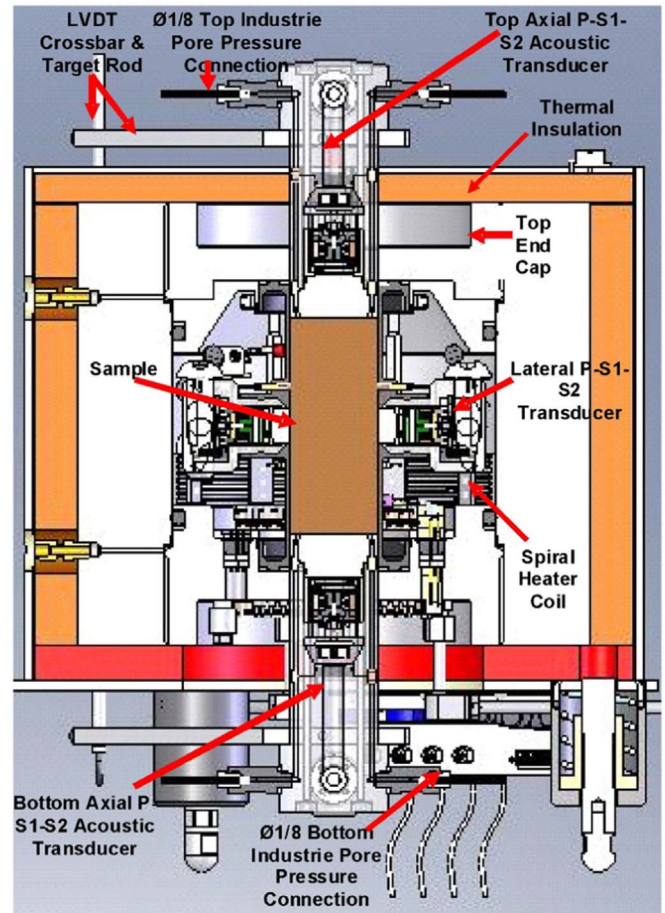 LVDT
Crossbar &
Target Rod
Ø1/8 Top Industrie
Pore Pressure
Connection
Top Axial P-S1-
S2 Acoustic
Transducer
Thermal
Insulation
Top
End
Cap
Sample
Lateral P-S1-
S2
Transducer
Spiral
Heater
Coil
Bottom Axial P
S1-S2 Acoustic
Transducer
Ø1/8 Bottom
Industrie Pore
Pressure
Connection